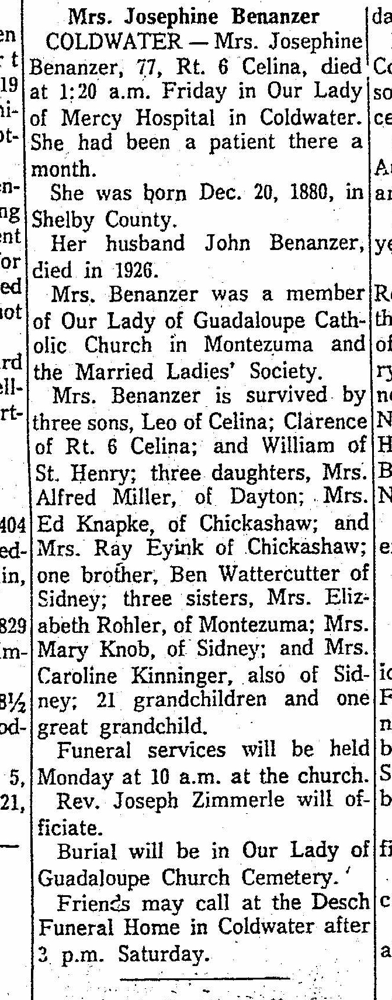 Mrs. Josephine Benanzer
COLDWATER — Mrs. Josephine
Benanzer, 77, Rt. 6 Celina, died
at 1:20 a.m. Friday in Our Lady
of Mercy Hospital in Coldwater.
She had been a patient there a
month.
She was born Dec. 20, 1880, in
Shelby County.
Her husband John Benanzer,
died in 1926.
Mrs. Benanzer was a member
of Our Lady of Guadaloupe Cath-
olic Church in Montezuma and
the Married Ladies' Society.
Mrs. Benanzer is survived by
three sons, Leo of Celina; Clarence
of Rt. 6 Celina; and William of
St. Henry; three daughters, Mrs.
Alfred Miller, of Dayton; Mrs.
Ed Knapke, of Chickashaw; and
Mrs. Ray Eyink of Chickashaw;
one brother, Ben Wattercutter of
Sidney; three sisters, Mrs. Eliz-
abeth Rohler, of Montezuma; Mrs.
Mary Knob, of Sidney; and Mrs.
Caroline Kinninger, also of Sid-
ney; 21 grandchildren and one
great grandchild.
Funeral services will be held
Monday at 10 a.m. at the church.
Rev. Joseph Zimmerle will of-
ficiate.
Burial will be in Our Lady of
Guadaloupe Church Cemetery.
Friends may call at the Desch
Funeral Home in Coldwater after
3 p.m. Saturday.